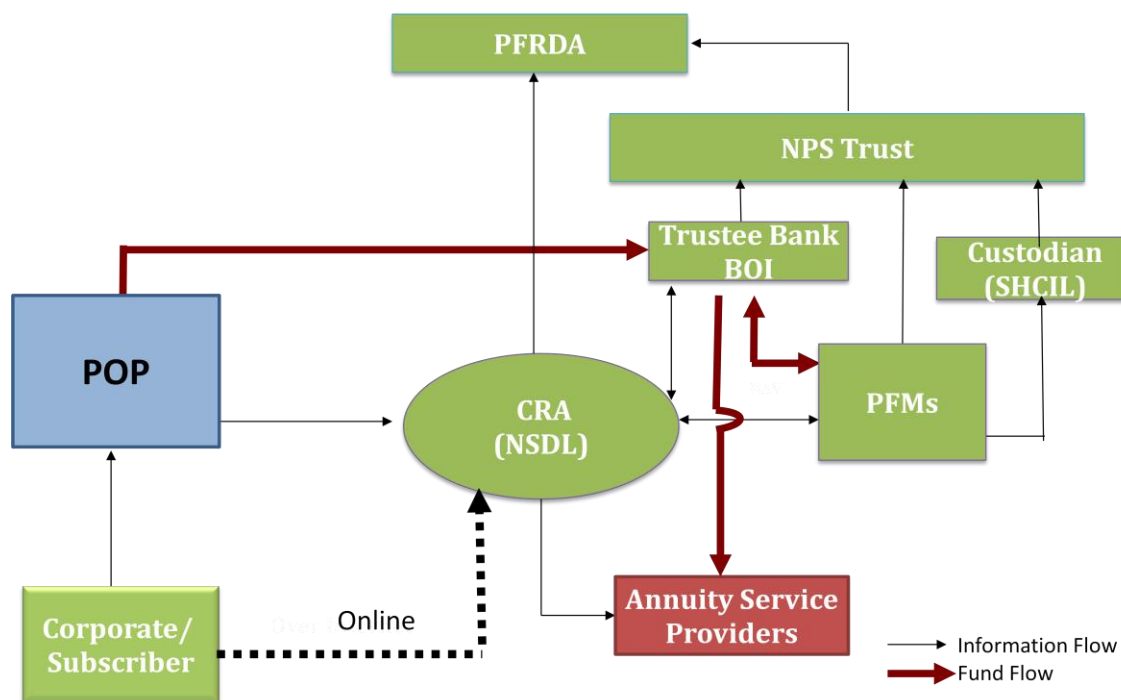 PFRDA
NPS Trust
Trustee Bank
BOI
Custodian
(SHCIL)
POP
CRA
(NSDL)
PFMs
Corporate/
Subscriber
Online
Annuity Service
Providers
Information Flow
Fund Flow